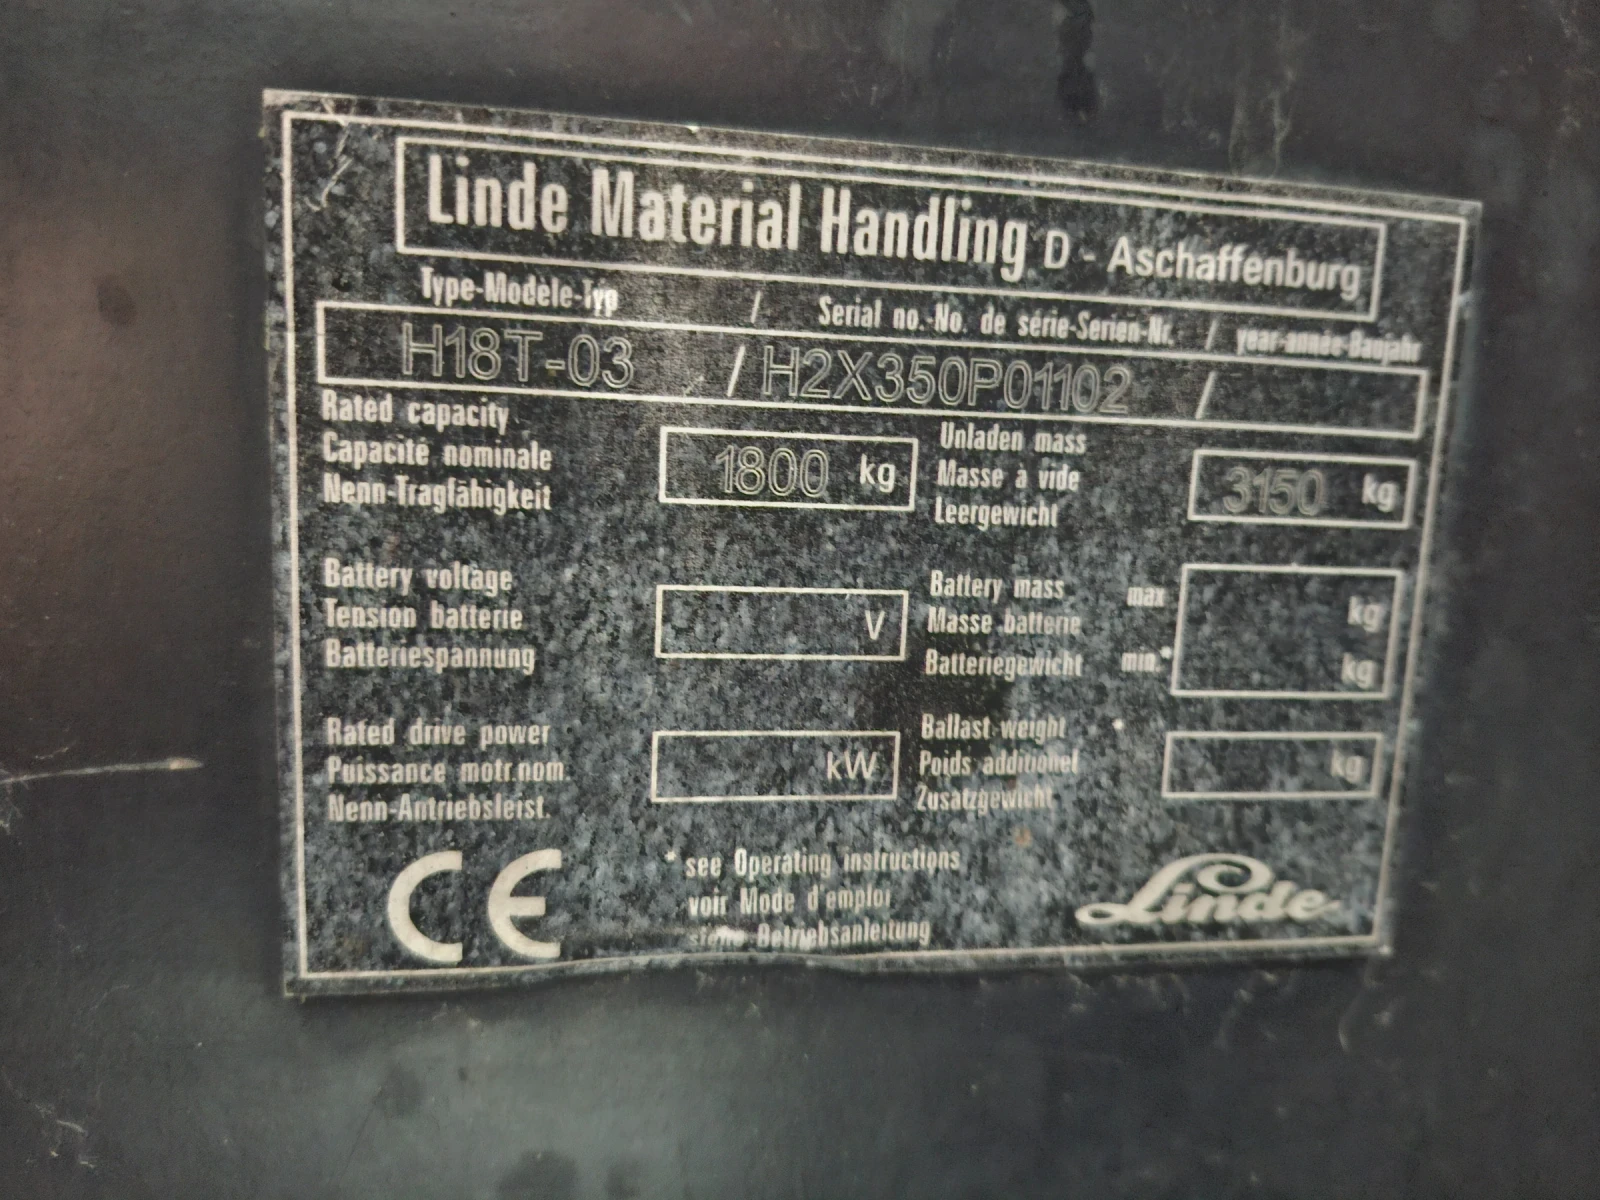 Linde Material Handling D - Aschaffenburg
Type-Modèle-Typ / Serial no.-No. de série-Serien-Nr. / year-année-Baujahr
H18T-03 / H2X350P01102 /
Rated capacity
Capacité nominale
Nenn-Tragfähigkeit
1800 kg
Unladen mass
Masse à vide
Leergewicht
3150 kg
Battery voltage
Tension batterie
Batteriespannung
V
Battery mass max
Masse batterie
Batteriegewicht min.*
kg
kg
Rated drive power
Puissance motr.nom.
Nenn-Antriebsleist.
kW
Ballast weight *
Poids additionel
Zusatzgewicht
kg
CE
* see Operating instructions
voir Mode d'emploi
siehe Betriebsanleitung
Linde